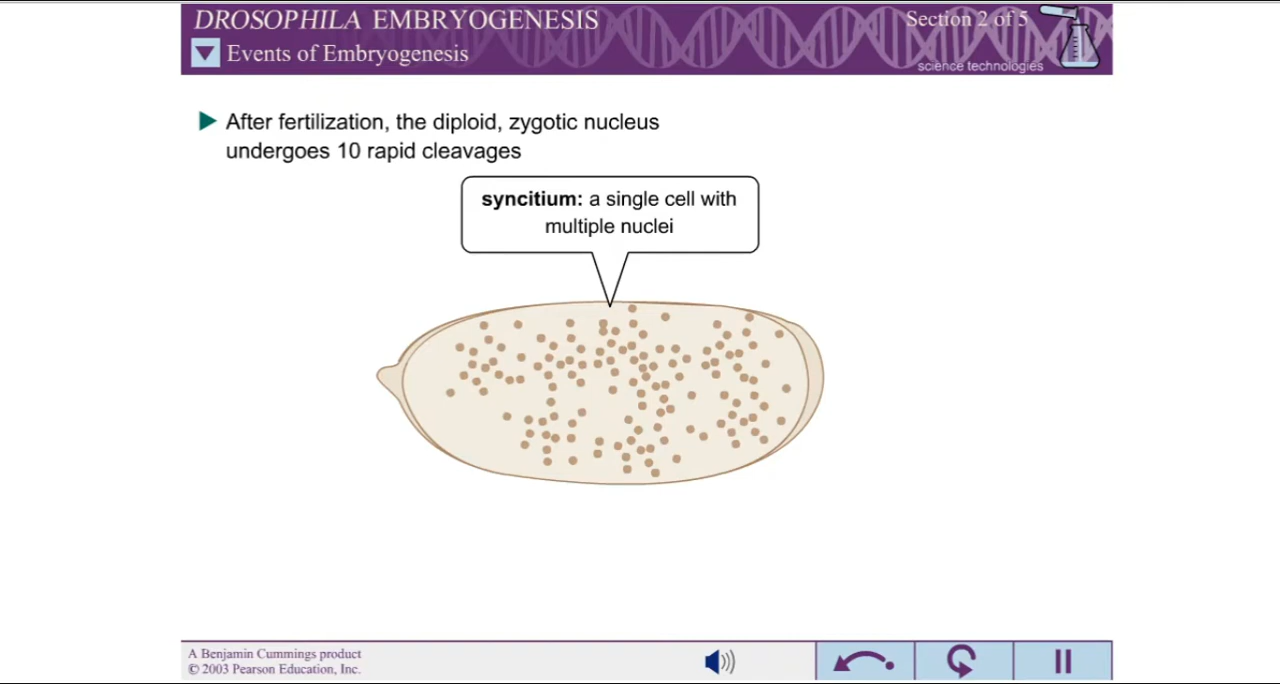 DROSOPHILA EMBRYOGENESIS
Section 2 of 5
Events of Embryogenesis
science technologies
After fertilization, the diploid, zygotic nucleus
undergoes 10 rapid cleavages
syncitium: a single cell with
multiple nuclei
A Benjamin Cummings product
© 2003 Pearson Education, Inc.